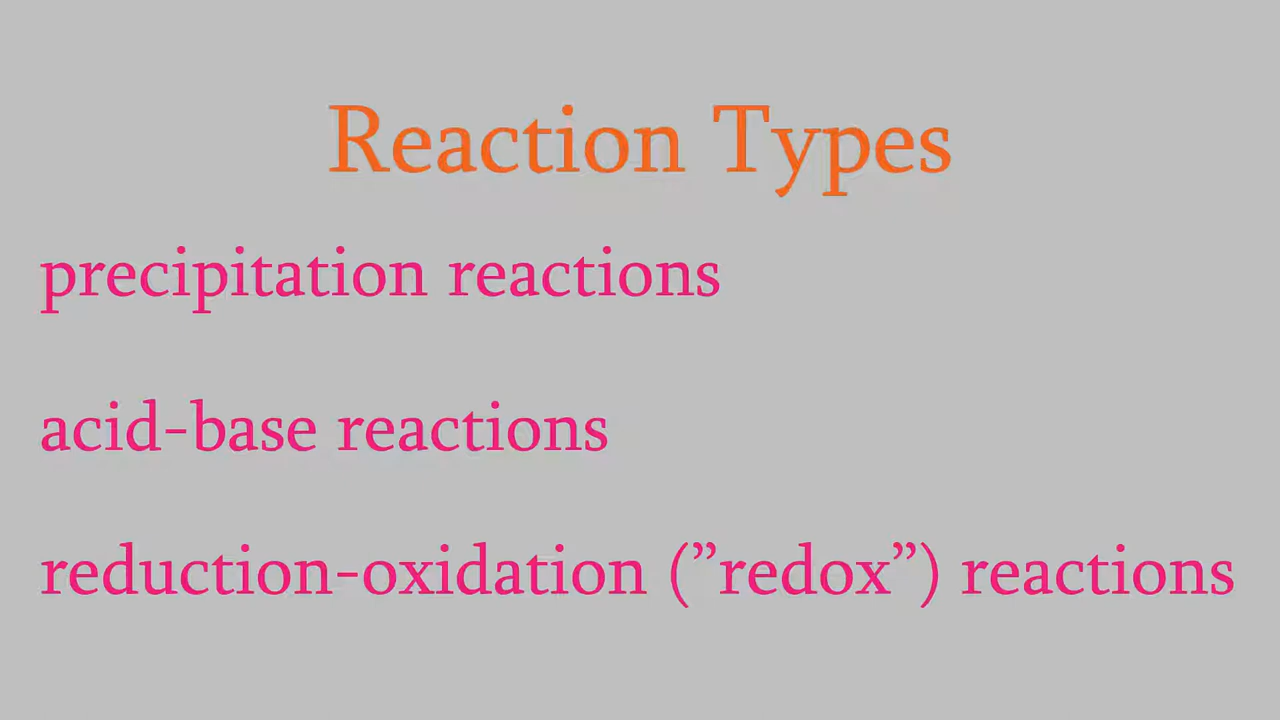 Reaction Types
precipitation reactions
acid-base reactions
reduction-oxidation (”redox”) reactions